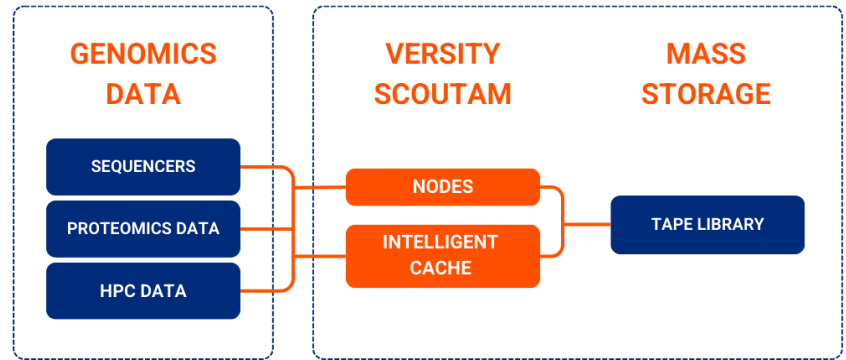 GENOMICS
DATA
SEQUENCERS
PROTEOMICS DATA
HPC DATA
VERSITY
SCOUTAM
NODES
INTELLIGENT
CACHE
MASS
STORAGE
TAPE LIBRARY